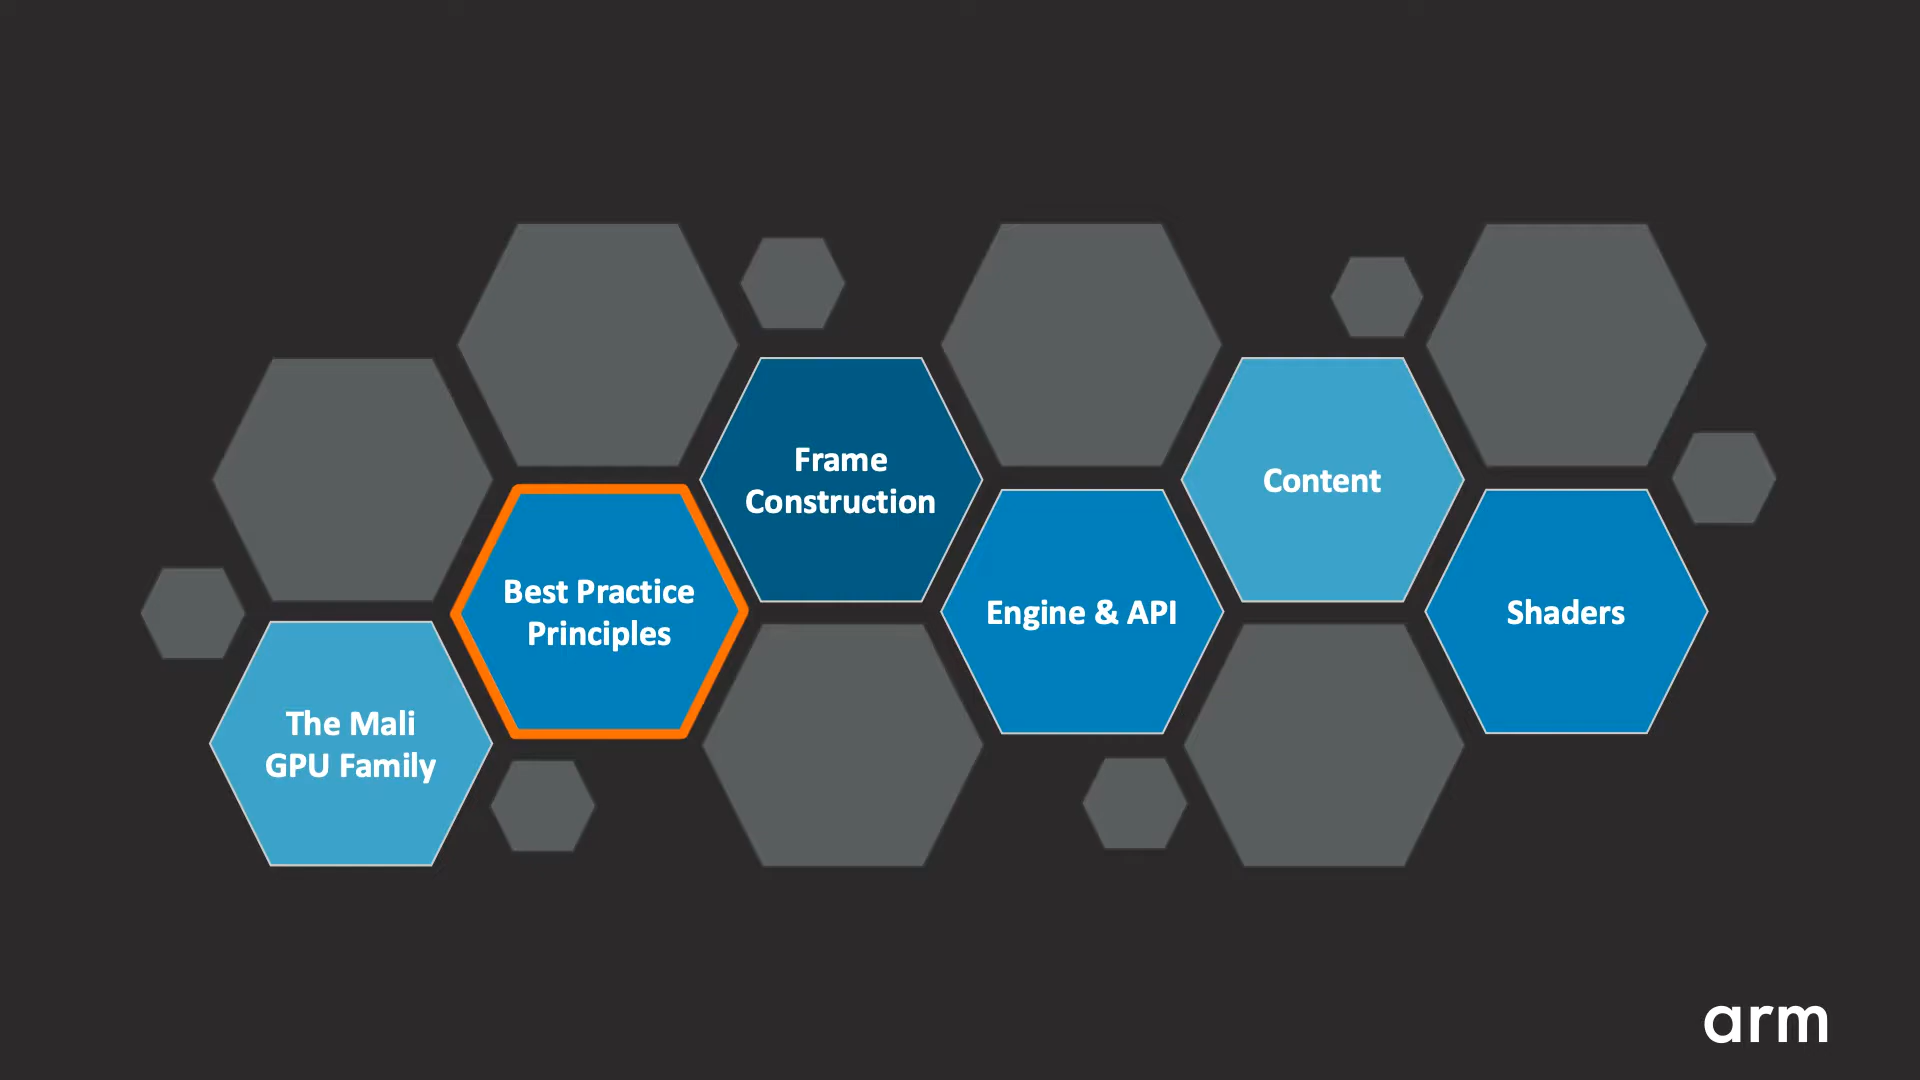 The Mali
GPU Family
Best Practice
Principles
Frame
Construction
Engine & API
Content
Shaders
arm